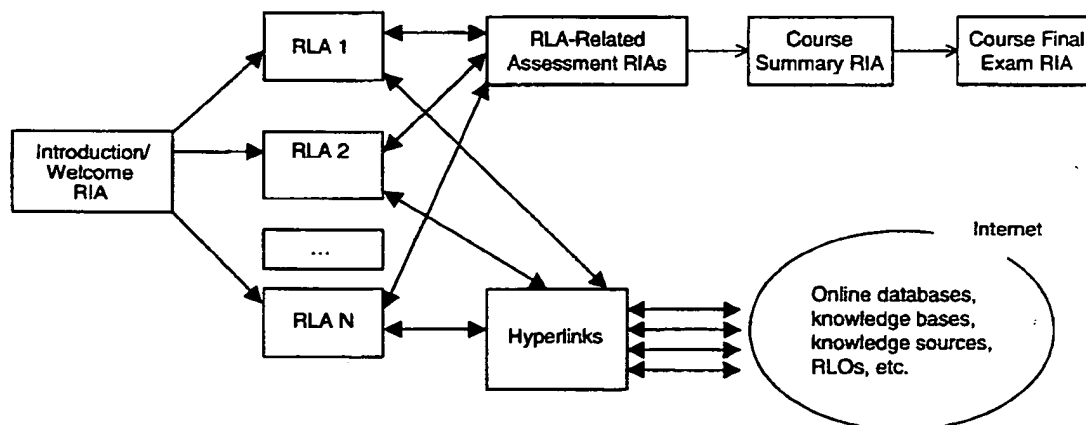 RLA 1
RLA-Related
Assessment RIAs
Course
Summary RIA
Course Final
Exam RIA
Introduction/
Welcome
RIA
RLA 2
...
RLA N
Hyperlinks
Internet
Online databases,
knowledge bases,
knowledge sources,
RLOs, etc.